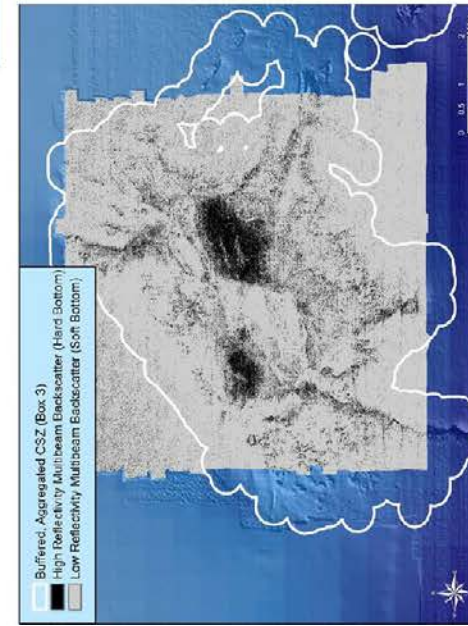 Buffered, Aggregated CSZ (Box 3)
High Reflectivity Multibeam Backscatter (Hard Bottom)
Low Reflectivity Multibeam Backscatter (Soft Bottom)
0 0.5 1 2